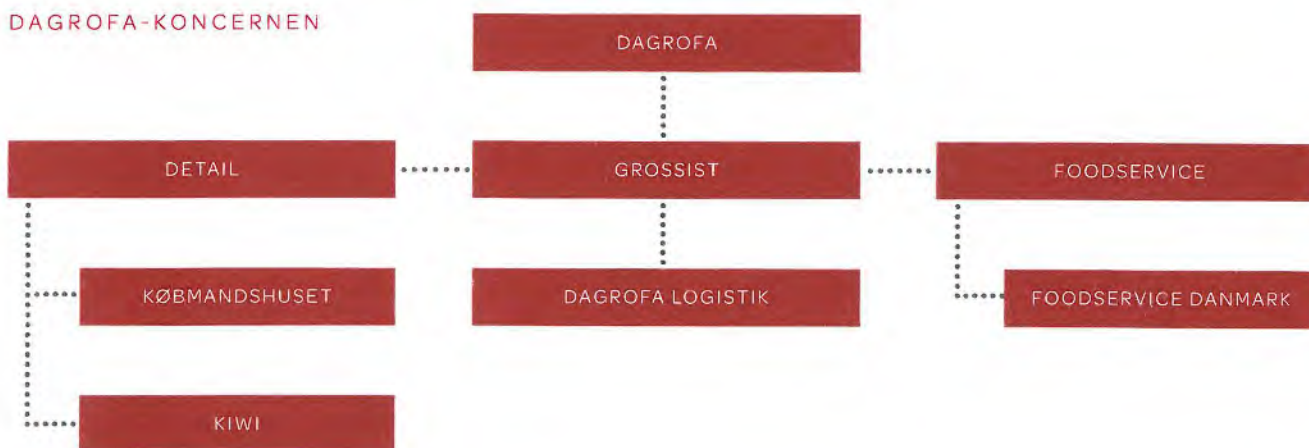 DAGROFA-KONCERNEN
DAGROFA
DETAIL
GROSSIST
FOODSERVICE
KØBMANDSHUSET
DAGROFA LOGISTIK
FOODSERVICE DANMARK
KIWI